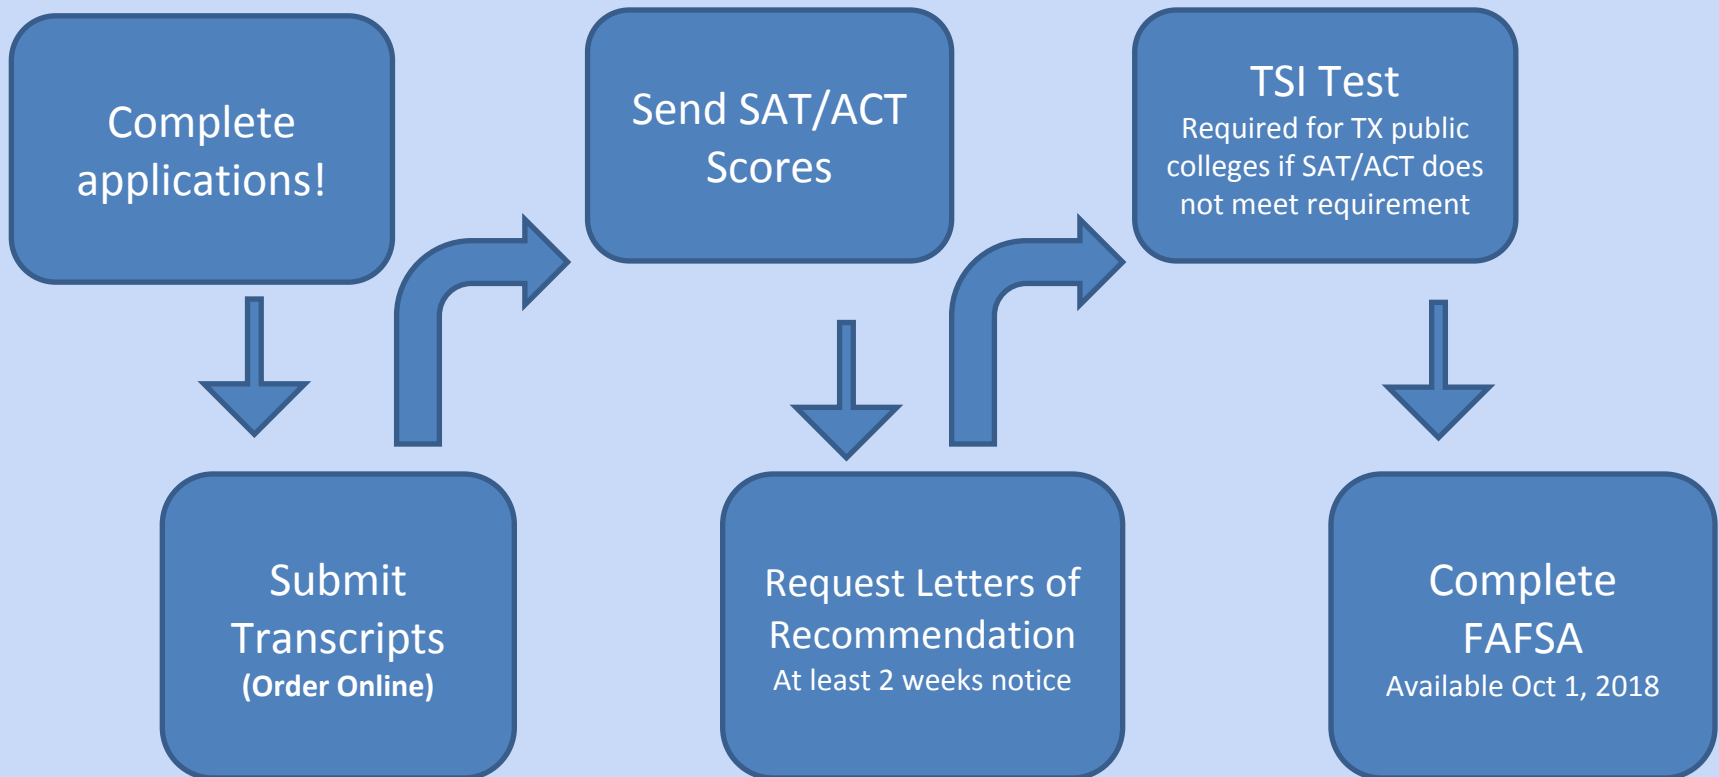 Complete
applications!
Submit
Transcripts
(Order Online)
Send SAT/ACT
Scores
Request Letters of
Recommendation
At least 2 weeks notice
TSI Test
Required for TX public
colleges if SAT/ACT does
not meet requirement
Complete
FAFSA
Available Oct 1, 2018